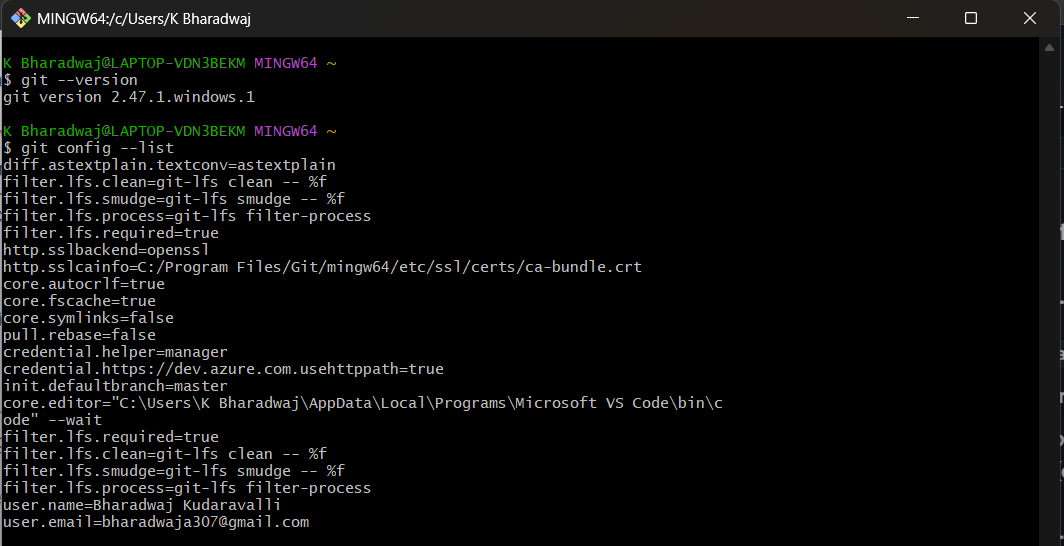 MINGW64:/c/Users/K Bharadwaj
K Bharadwaj@LAPTOP-VDN3BEKM MINGW64 ~
$ git --version
git version 2.47.1.windows.1
K Bharadwaj@LAPTOP-VDN3BEKM MINGW64 ~
$ git config --list
diff.astextplain.textconv=astextplain
filter.lfs.clean=git-lfs clean -- %f
filter.lfs.smudge=git-lfs smudge -- %f
filter.lfs.process=git-lfs filter-process
filter.lfs.required=true
http.sslbackend=openssl
http.sslcainfo=C:/Program Files/Git/mingw64/etc/ssl/certs/ca-bundle.crt
core.autocrlf=true
core.fscache=true
core.symlinks=false
pull.rebase=false
credential.helper=manager
credential.https://dev.azure.com.usehttppath=true
init.defaultbranch=master
core.editor="C:\Users\K Bharadwaj\AppData\Local\Programs\Microsoft VS Code\bin\c
ode" --wait
filter.lfs.required=true
filter.lfs.clean=git-lfs clean -- %f
filter.lfs.smudge=git-lfs smudge -- %f
filter.lfs.process=git-lfs filter-process
user.name=Bharadwaj Kudaravalli
user.email=bharadwaja307@gmail.com